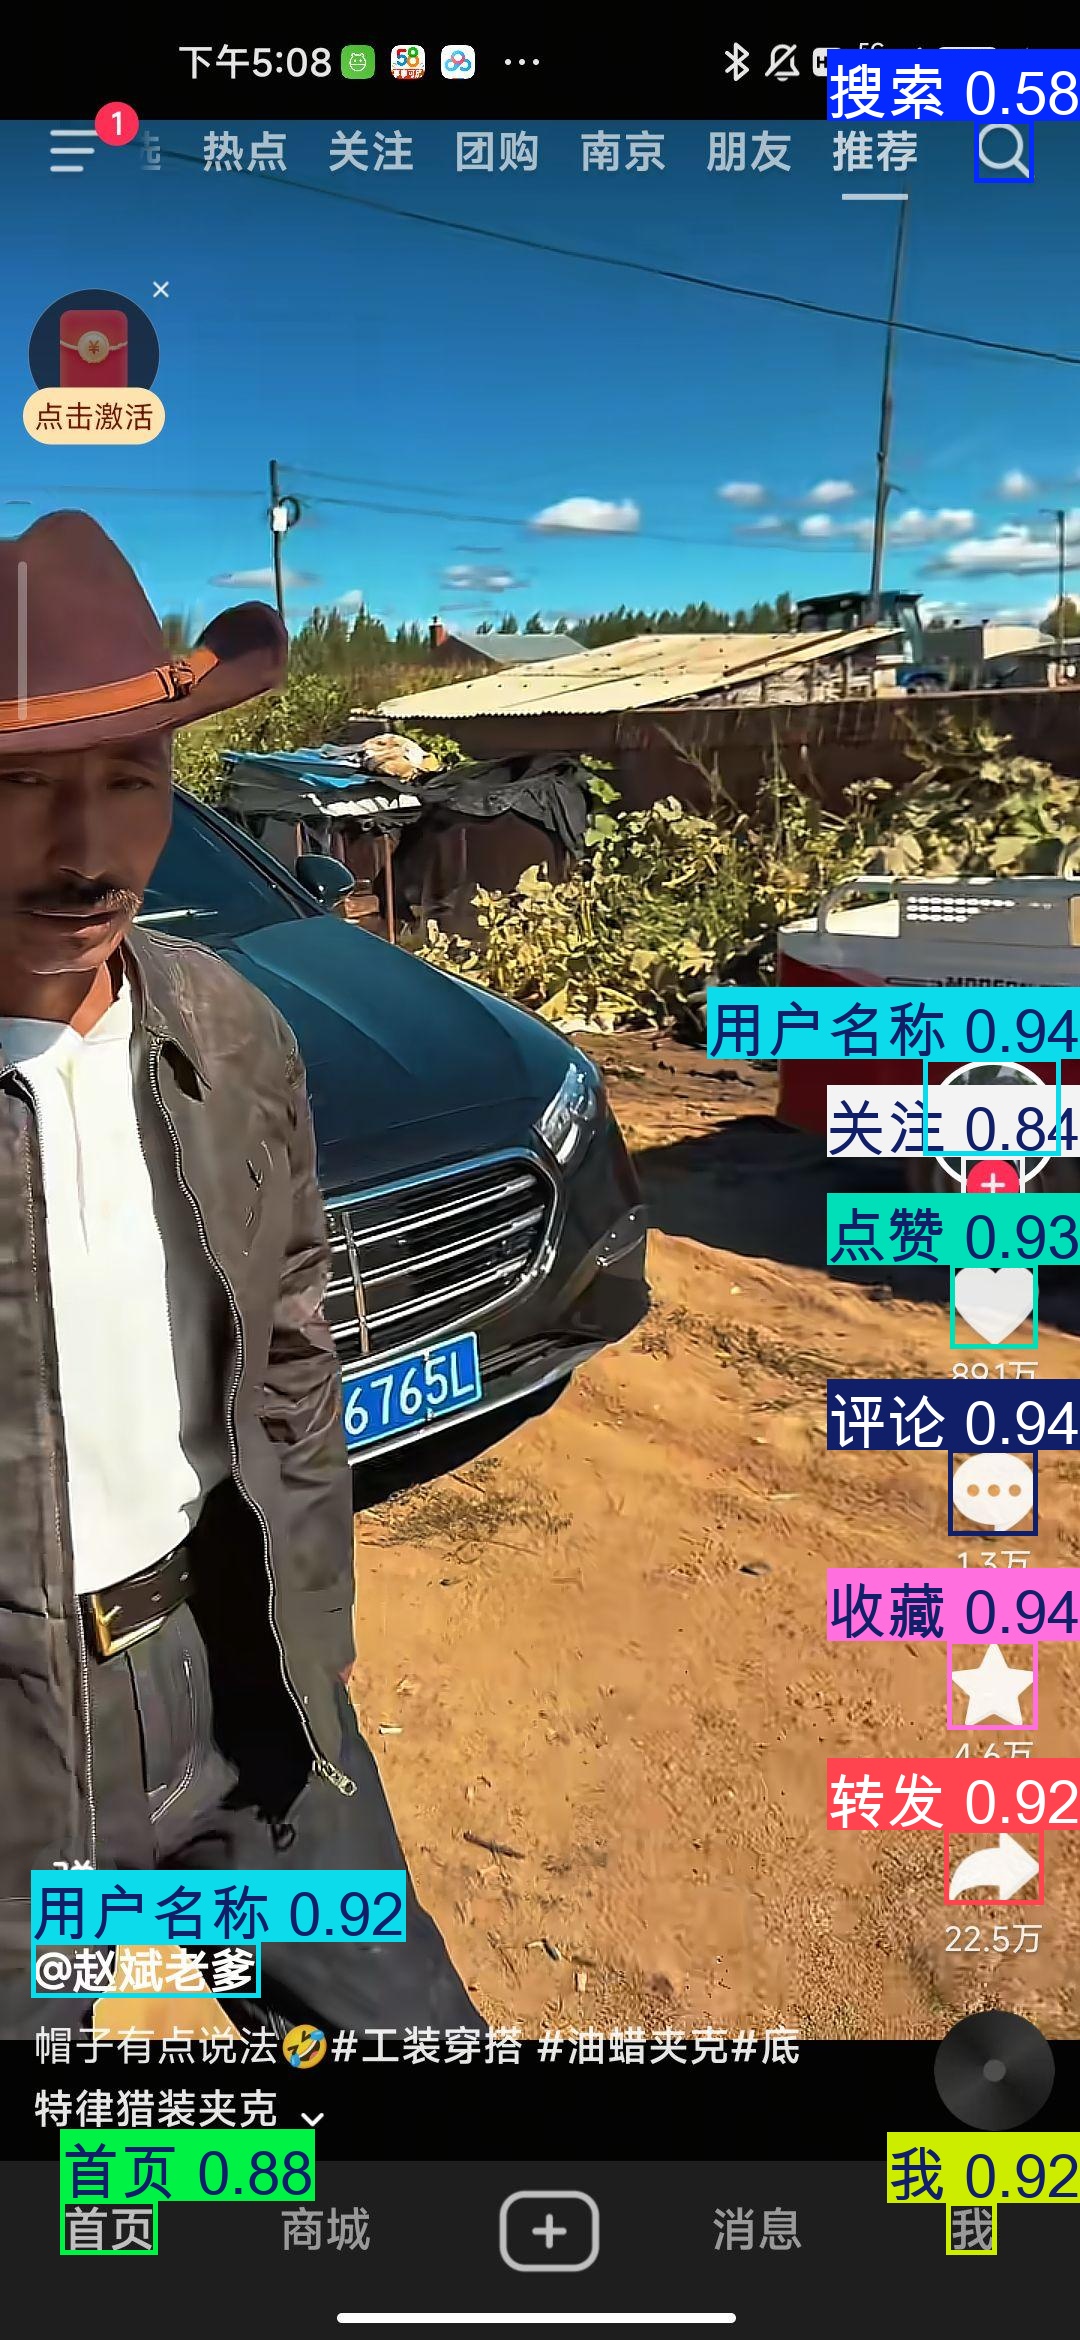 下午5:08
58
搜索 0.58
1
热点 关注 团购 南京 朋友 推荐
点击激活
用户名称 0.94
关注 0.84
点赞 0.93
6765L
评论 0.94
收藏 0.94
转发 0.92
22.5万
用户名称 0.92
@赵斌老爹
帽子有点说法🤣#工装穿搭 #油蜡夹克#底
特律猎装夹克
首页 0.88
我 0.92
首页 商城 消息 我